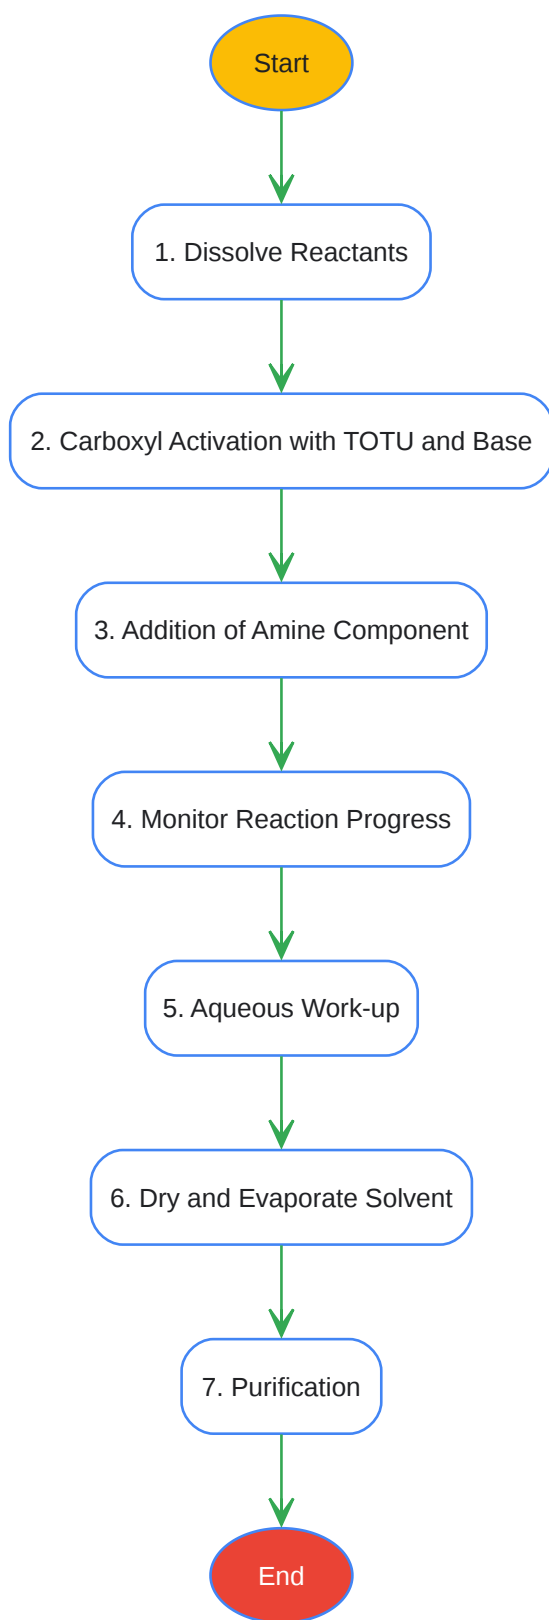 Start
1. Dissolve Reactants
2. Carboxyl Activation with TOTU and Base
3. Addition of Amine Component
4. Monitor Reaction Progress
5. Aqueous Work-up
6. Dry and Evaporate Solvent
7. Purification
End